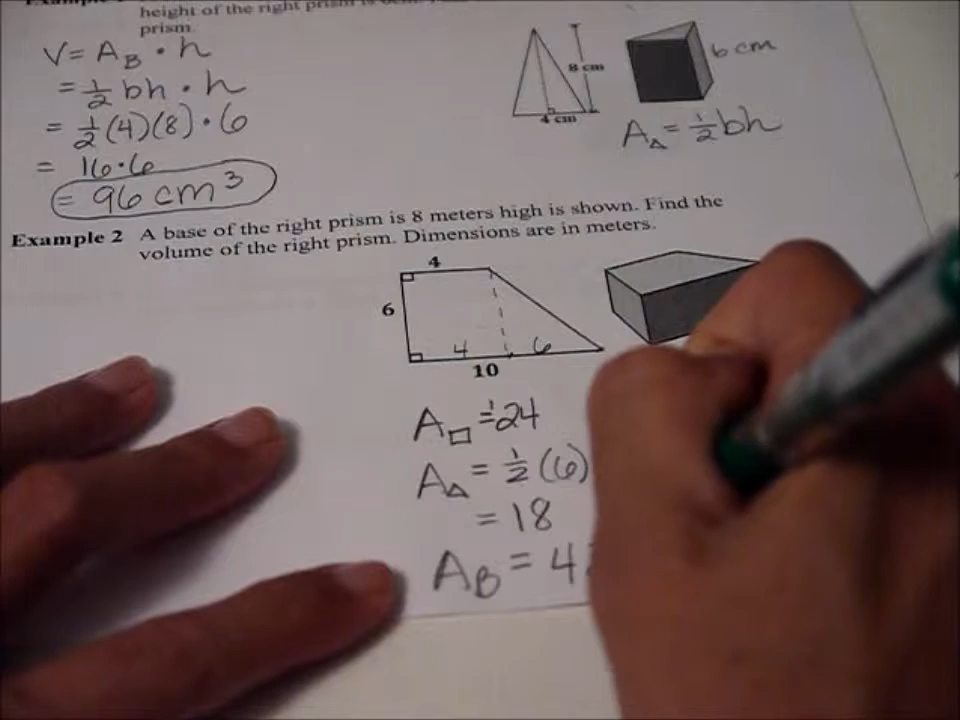 height of the right prism is
prism.
V = A_B · h
= 1/2 bh · h
= 1/2 (4)(8) · 6
= 16 · 6
= 96 cm³
8 cm
4 cm
6 cm
A_△ = 1/2 bh
Example 2 A base of the right prism is 8 meters high is shown. Find the
volume of the right prism. Dimensions are in meters.
4
6
4 6
10
A_□ = 24
A_△ = 1/2 (6)
= 18
A_B = 4